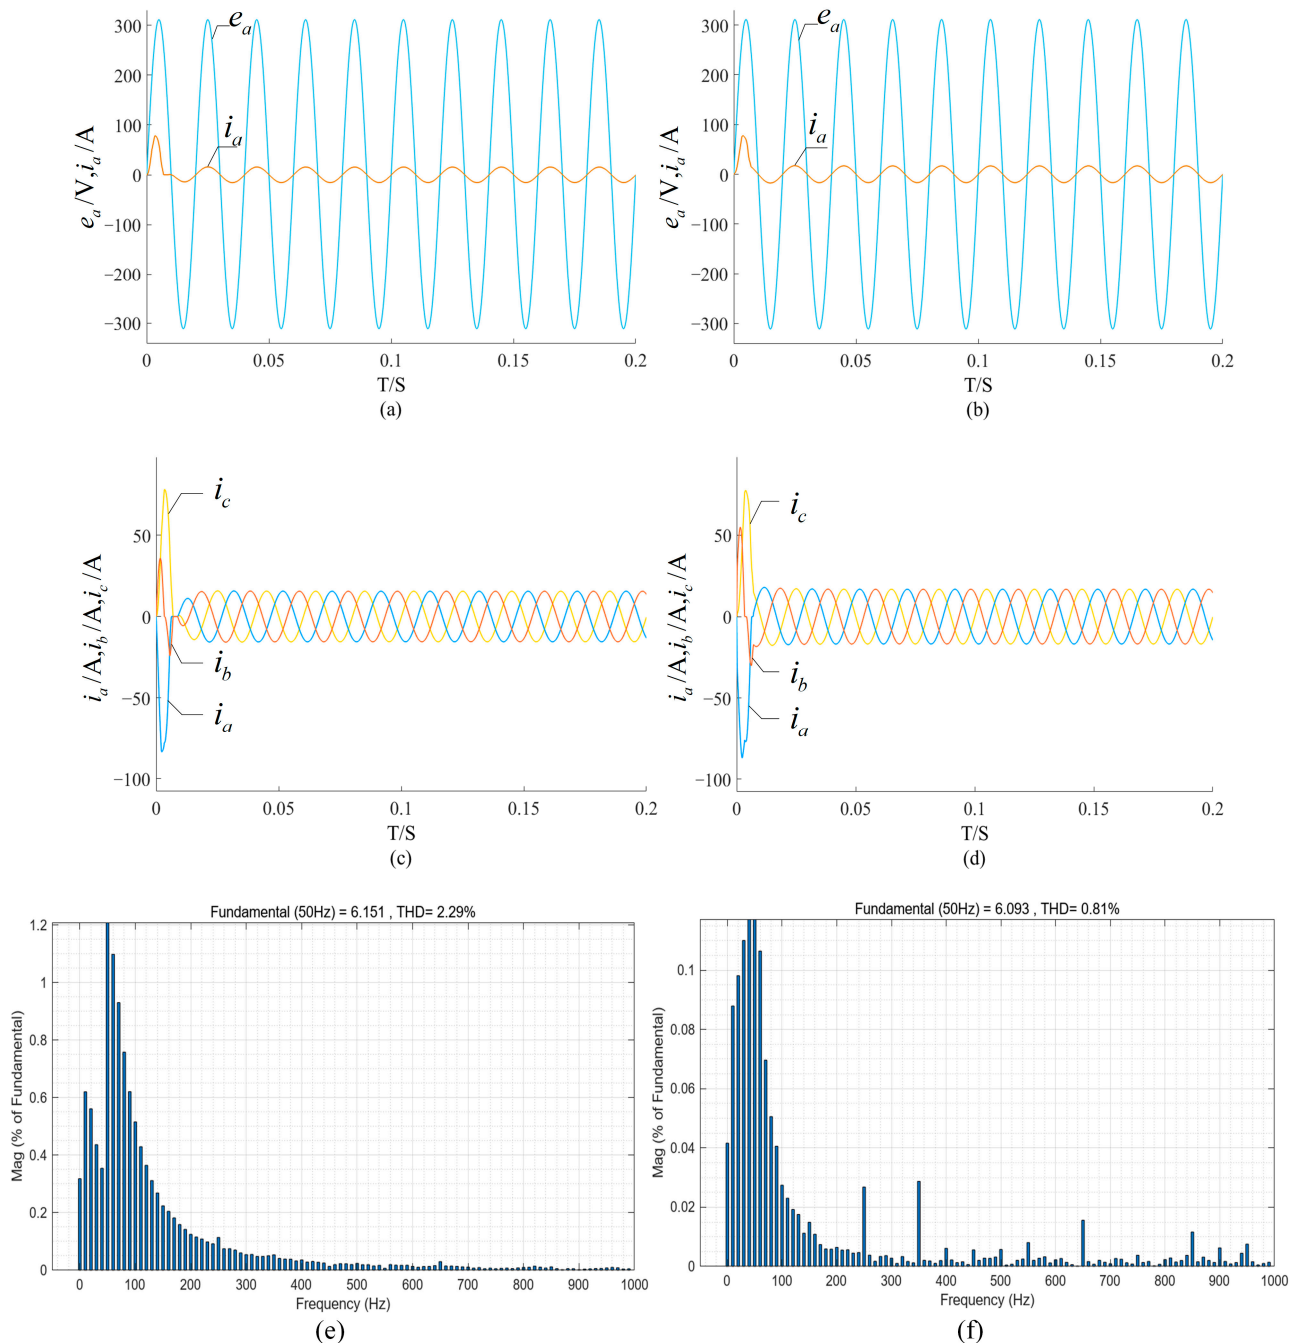 300
200
100
0
−100
−200
−300
e_a/V,i_a/A
e_a
i_a
0
0.05
0.1
0.15
0.2
T/S
(a)
300
200
100
0
−100
−200
−300
e_a/V,i_a/A
e_a
i_a
0
0.05
0.1
0.15
0.2
T/S
(b)
50
0
−50
−100
i_a/A,i_b/A,i_c/A
i_c
i_b
i_a
0
0.05
0.1
0.15
0.2
T/S
(c)
50
0
−50
−100
i_a/A,i_b/A,i_c/A
i_c
i_b
i_a
0
0.05
0.1
0.15
0.2
T/S
(d)
Fundamental (50Hz) = 6.151 , THD= 2.29%
1.2
1
0.8
0.6
0.4
0.2
0
Mag (% of Fundamental)
0 100 200 300 400 500 600 700 800 900 1000
Frequency (Hz)
(e)
Fundamental (50Hz) = 6.093 , THD= 0.81%
0.1
0.08
0.06
0.04
0.02
0
Mag (% of Fundamental)
0 100 200 300 400 500 600 700 800 900 1000
Frequency (Hz)
(f)